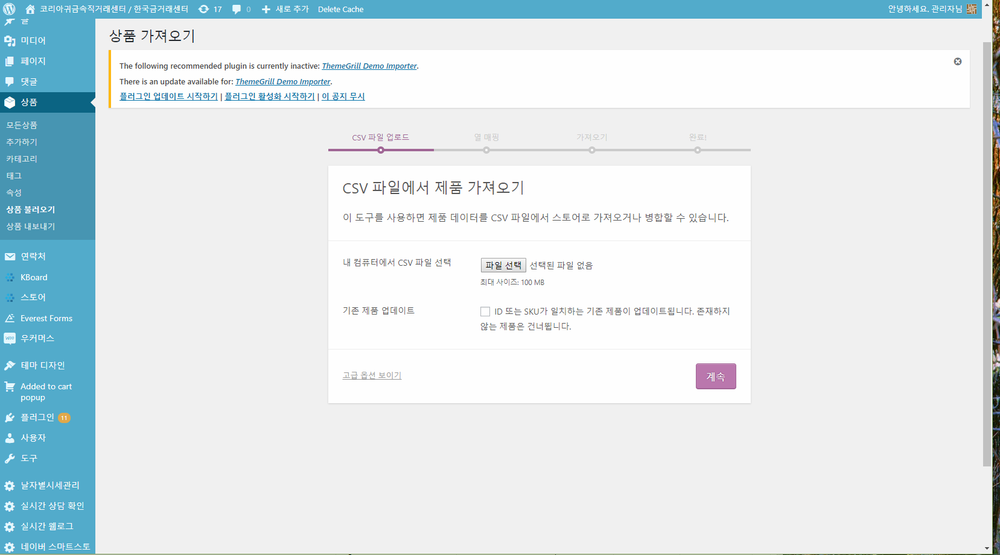 코리아귀금속직거래센터 / 한국금거래센터
17
0
새로 추가
Delete Cache
안녕하세요. 관리자님
글
미디어
페이지
댓글
상품
모든상품
추가하기
카테고리
태그
속성
상품 불러오기
상품 내보내기
연락처
KBoard
스토어
Everest Forms
우커머스
테마 디자인
Added to cart
popup
플러그인 11
사용자
도구
날자별시세관리
실시간 상담 확인
실시간 웰로그
네이버 스마트스토
상품 가져오기
The following recommended plugin is currently inactive: ThemeGrill Demo Importer.
There is an update available for: ThemeGrill Demo Importer.
플러그인 업데이트 시작하기 | 플러그인 활성화 시작하기 | 이 공지 무시
CSV 파일 업로드
열 매핑
가져오기
완료!
CSV 파일에서 제품 가져오기
이 도구를 사용하면 제품 데이터를 CSV 파일에서 스토어로 가져오거나 병합할 수 있습니다.
내 컴퓨터에서 CSV 파일 선택
파일 선택 선택된 파일 없음
최대 사이즈: 100 MB
기존 제품 업데이트
ID 또는 SKU가 일치하는 기존 제품이 업데이트됩니다. 존재하지
않는 제품은 건너뜁니다.
고급 옵션 보이기
계속